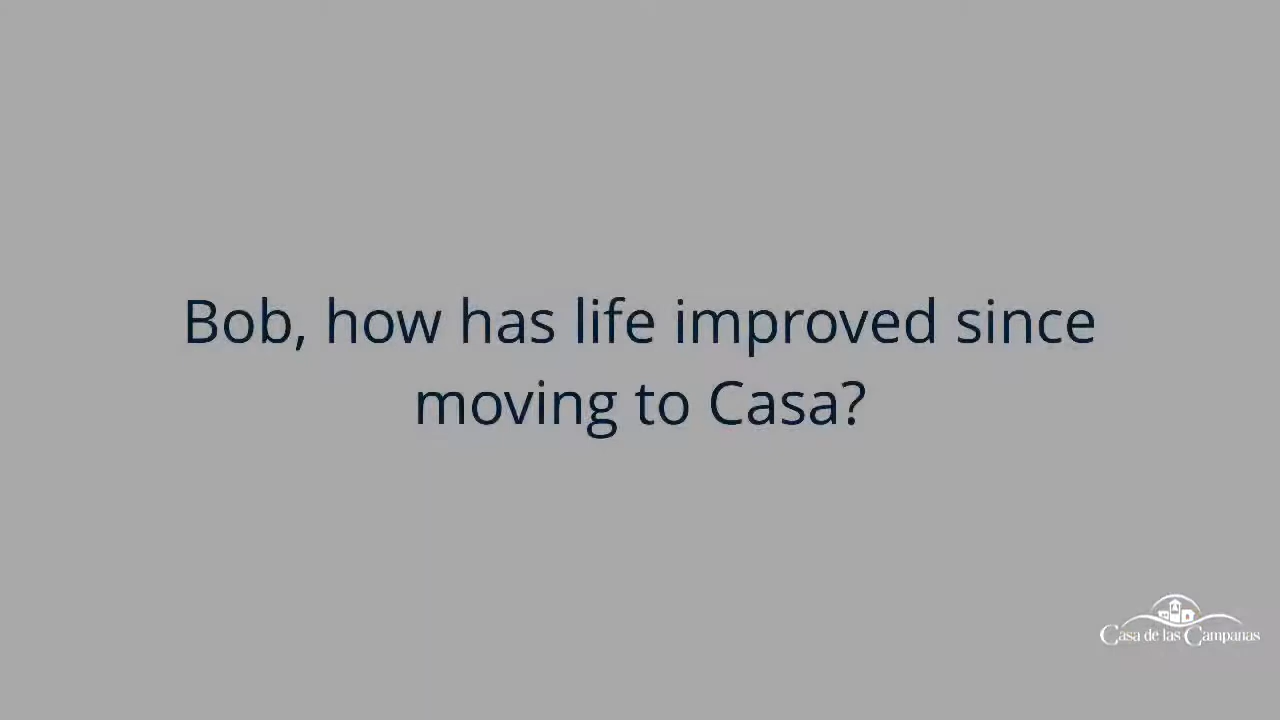 Bob, how has life improved since
moving to Casa?
Casa de las Campanas